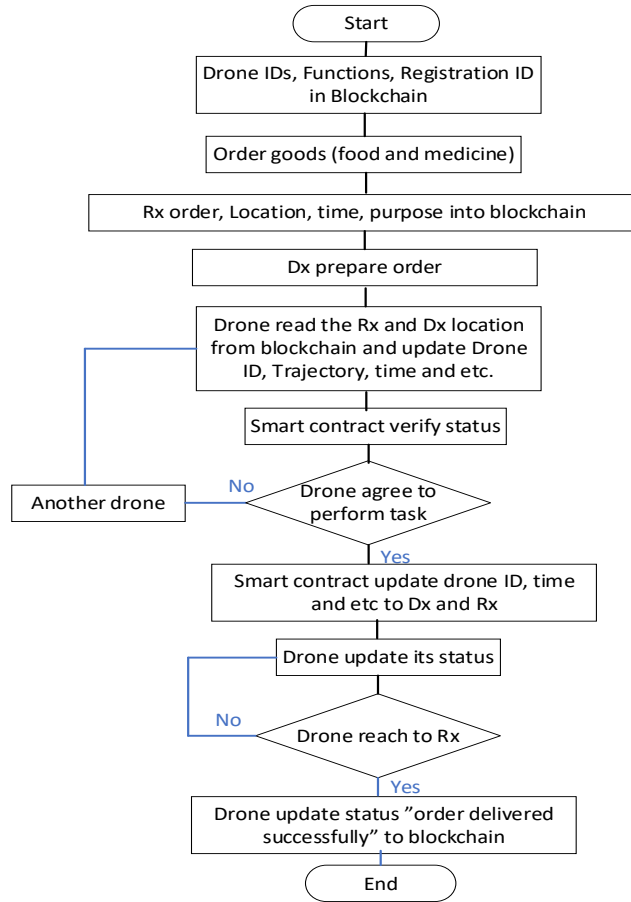 Start
Drone IDs, Functions, Registration ID
in Blockchain
Order goods (food and medicine)
Rx order, Location, time, purpose into blockchain
Dx prepare order
Drone read the Rx and Dx location
from blockchain and update Drone
ID, Trajectory, time and etc.
Smart contract verify status
No
Another drone
Drone agree to
perform task
Yes
Smart contract update drone ID, time
and etc to Dx and Rx
Drone update its status
No
Drone reach to Rx
Yes
Drone update status ”order delivered
successfully” to blockchain
End